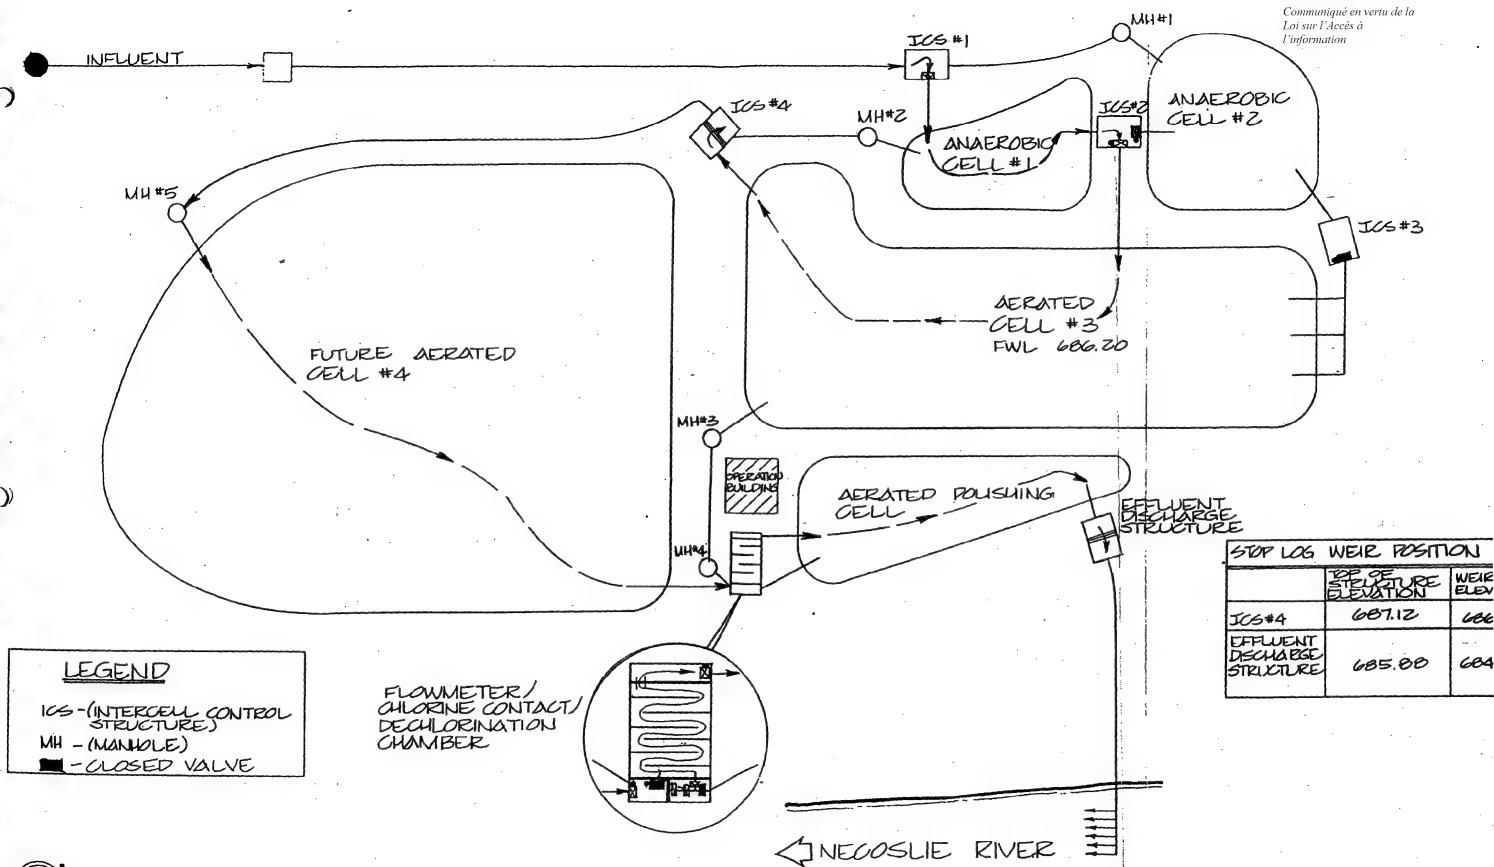 Communiqué en vertu de la
Loi sur l'Accès à
l'information
MH#1
ICS #1
INFLUENT
ICS#4
MH#2
ICS#2
ANAEROBIC
CELL #2
ANAEROBIC
CELL #1
MH#5
ICS#3
AERATED
CELL #3
FWL 686.20
FUTURE AERATED
CELL #4
MH#3
OPERATION
BUILDING
AERATED POLISHING
CELL
EFFLUENT
DISCHARGE
STRUCTURE
MH#4
STOP LOG WEIR POSITION
TOP OF
STRUCTURE
ELEVATION
WEIR
ELEV
ICS#4
687.12
686
EFFLUENT
DISCHARGE
STRUCTURE
685.88
684
LEGEND
ICS-(INTERCELL CONTROL
STRUCTURE)
MH -(MANHOLE)
-CLOSED VALVE
FLOWMETER/
CHLORINE CONTACT/
DECHLORINATION
CHAMBER
NECOSLIE RIVER